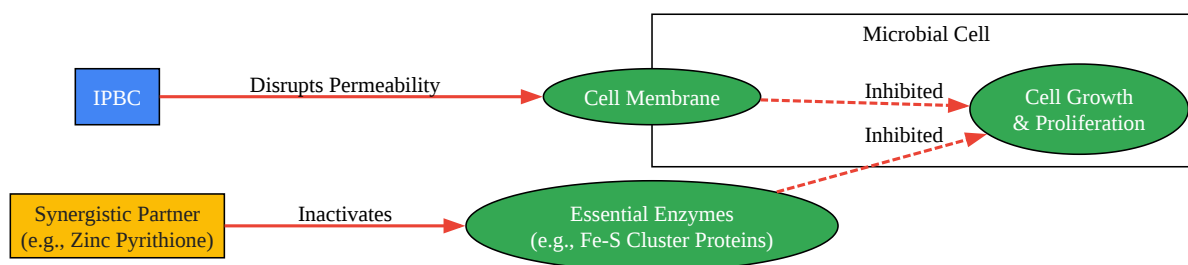 Microbial Cell
IPBC
Disrupts Permeability
Cell Membrane
Inhibited
Cell Growth
& Proliferation
Inhibited
Synergistic Partner
(e.g., Zinc Pyrithione)
Inactivates
Essential Enzymes
(e.g., Fe-S Cluster Proteins)